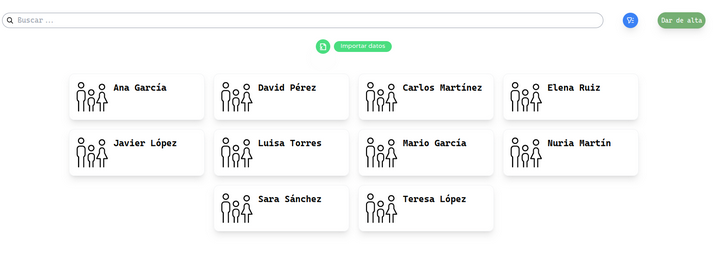 Buscar ...
Dar de alta
importar datos
Ana García
David Pérez
Carlos Martínez
Elena Ruiz
Javier López
Luisa Torres
Mario García
Nuria Martín
Sara Sánchez
Teresa López